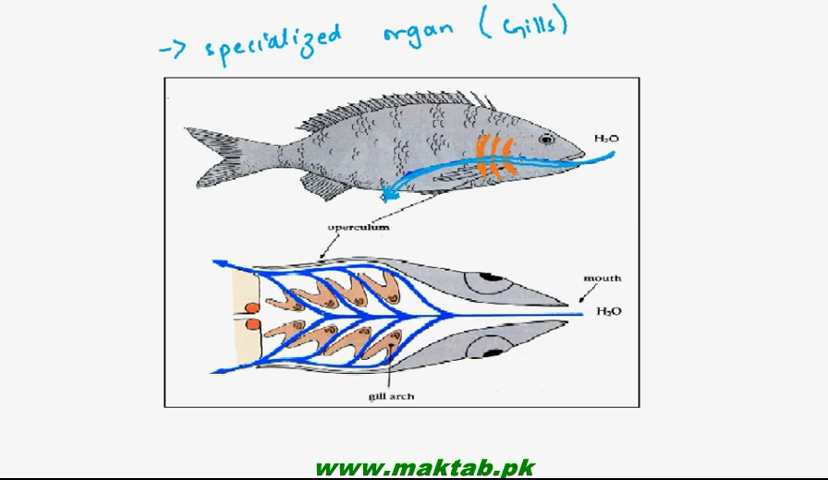 -> specialized organ (Gills)
H₂O
operculum
mouth
H₂O
gill arch
www.maktab.pk